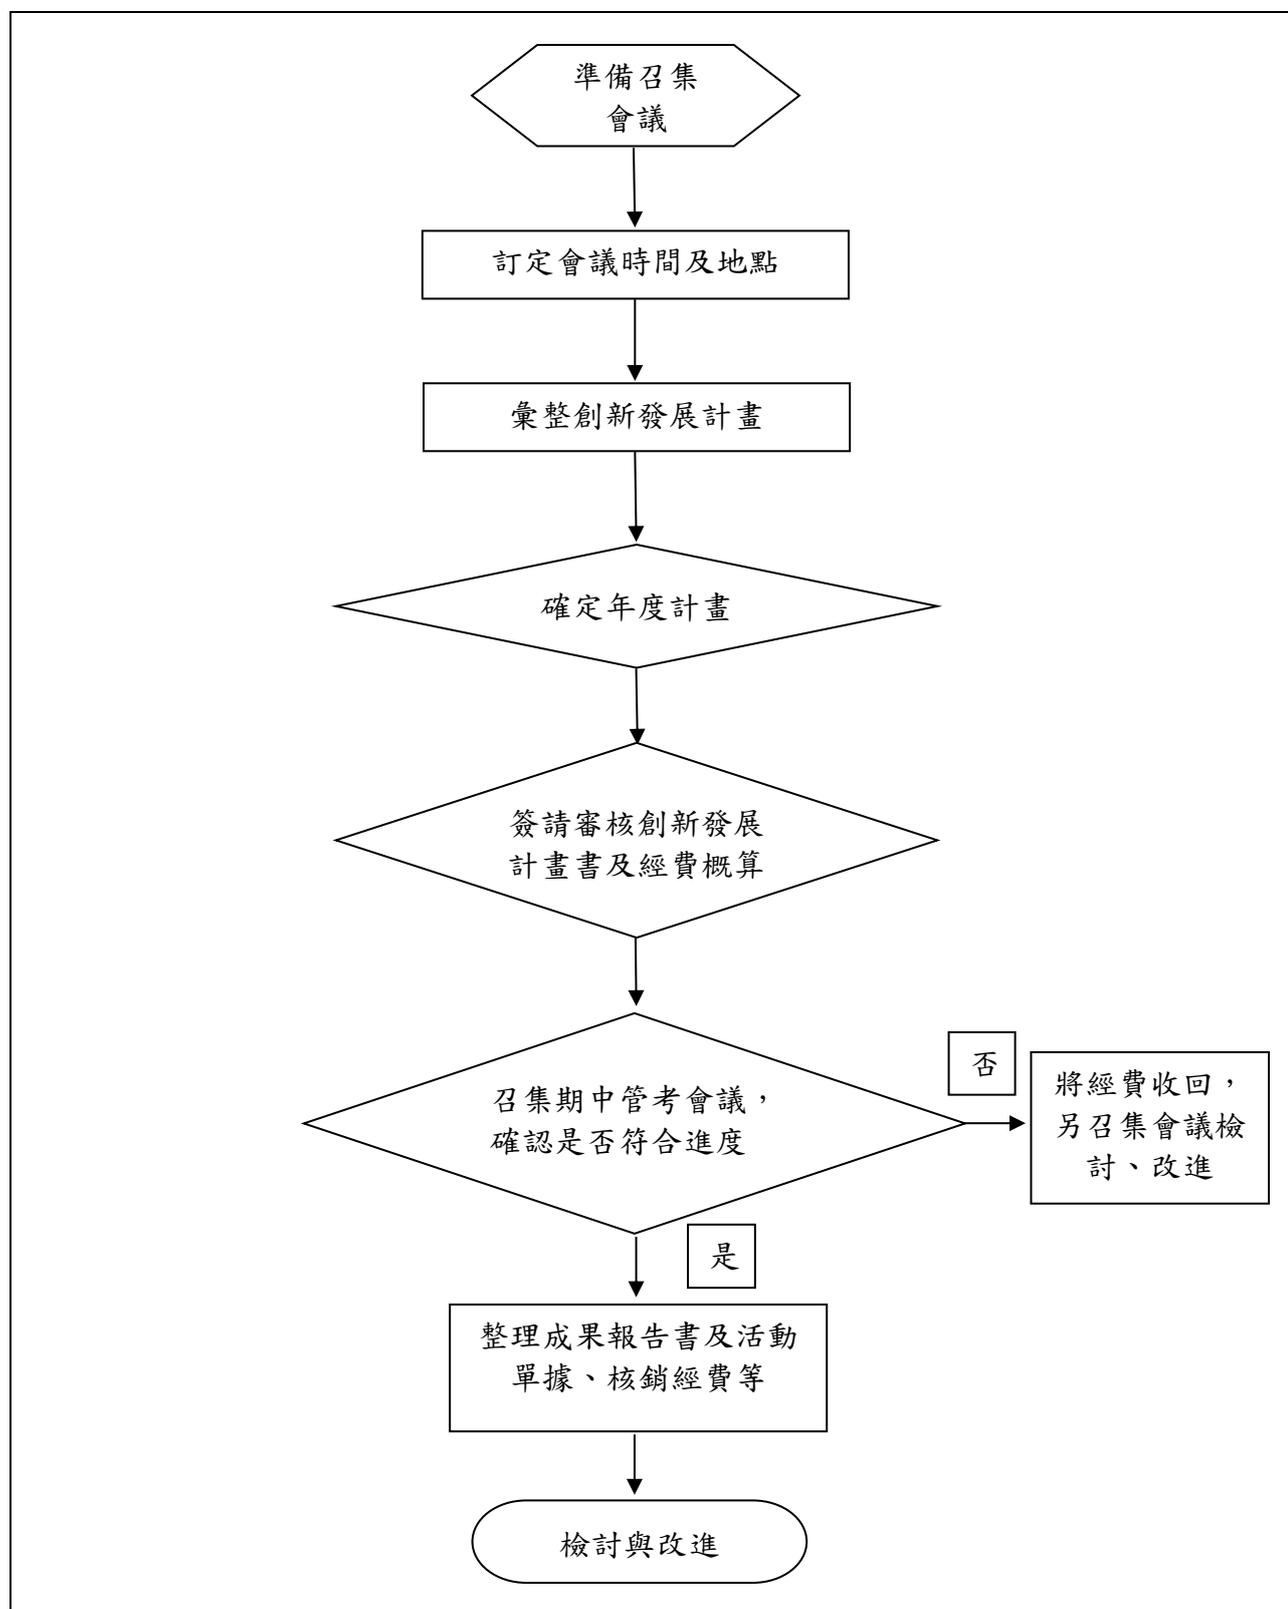 準備召集
會議
訂定會議時間及地點
彙整創新發展計畫
確定年度計畫
簽請審核創新發展
計畫書及經費概算
召集期中管考會議，
確認是否符合進度
否
將經費收回，
另召集會議檢
討、改進
是
整理成果報告書及活動
單據、核銷經費等
檢討與改進